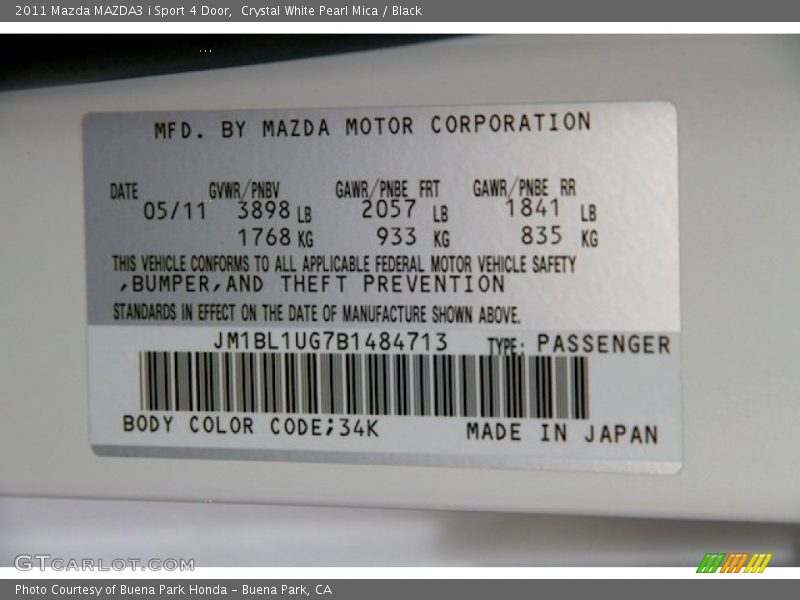 2011 Mazda MAZDA3 i Sport 4 Door,  Crystal White Pearl Mica / Black
MFD. BY MAZDA MOTOR CORPORATION
DATE GVWR/PNBV GAWR/PNBE FRT GAWR/PNBE RR
05/11 3898 LB 2057 LB 1841 LB
1768 KG 933 KG 835 KG
THIS VEHICLE CONFORMS TO ALL APPLICABLE FEDERAL MOTOR VEHICLE SAFETY
,BUMPER,AND THEFT PREVENTION
STANDARDS IN EFFECT ON THE DATE OF MANUFACTURE SHOWN ABOVE.
JM1BL1UG7B1484713 TYPE: PASSENGER
BODY COLOR CODE;34K MADE IN JAPAN
GTCARLOT.COM
Photo Courtesy of Buena Park Honda - Buena Park, CA